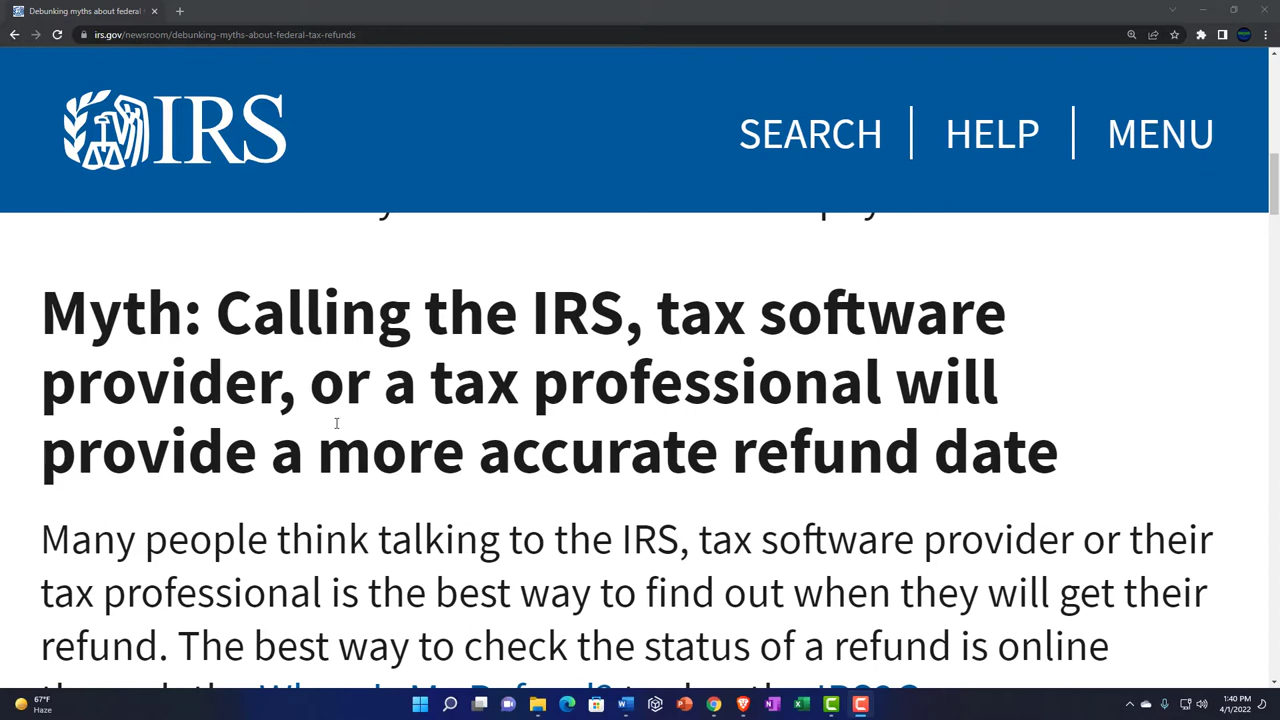 Debunking myths about federal
irs.gov/newsroom/debunking-myths-about-federal-tax-refunds
IRS
SEARCH
HELP
MENU
Myth: Calling the IRS, tax software
provider, or a tax professional will
provide a more accurate refund date
Many people think talking to the IRS, tax software provider or their
tax professional is the best way to find out when they will get their
refund. The best way to check the status of a refund is online
67°F
Haze
1:40 PM
4/1/2022